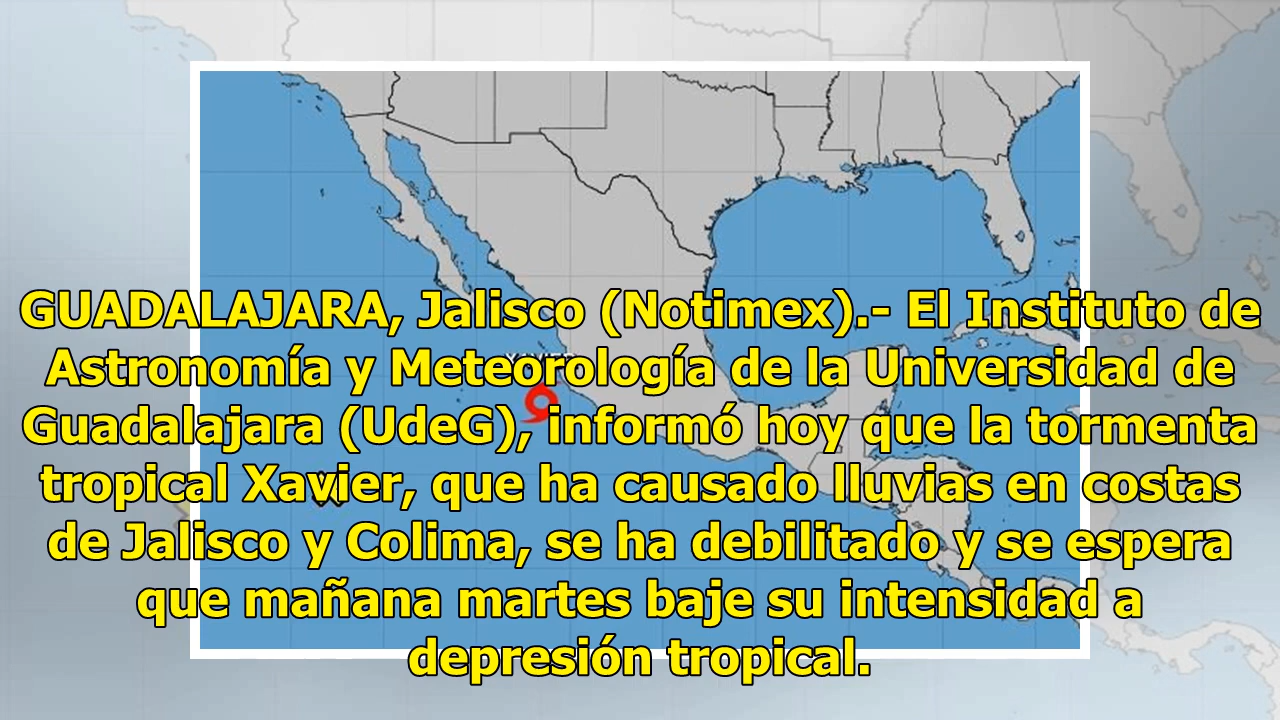 GUADALAJARA, Jalisco (Notimex).- El Instituto de
Astronomía y Meteorología de la Universidad de
Guadalajara (UdeG), informó hoy que la tormenta
tropical Xavier, que ha causado lluvias en costas
de Jalisco y Colima, se ha debilitado y se espera
que mañana martes baje su intensidad a
depresión tropical.